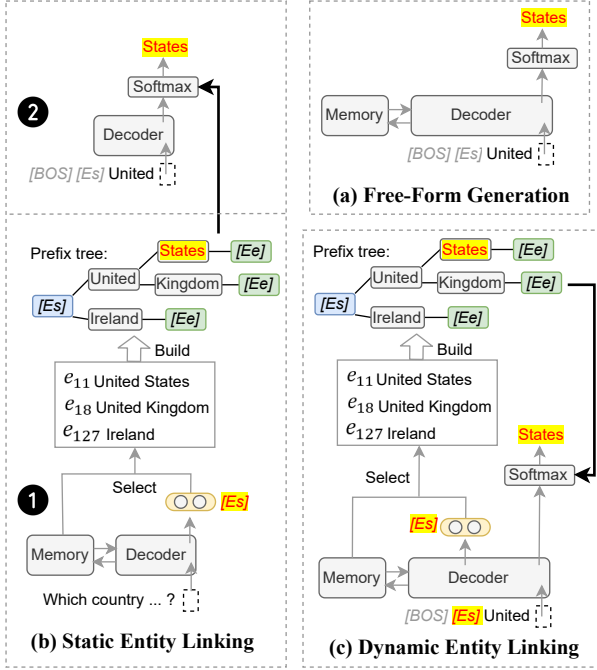 States
Softmax
2
Decoder
[BOS] [Es] United
Prefix tree:
States
[Ee]
United
Kingdom
[Ee]
[Es]
Ireland
[Ee]
Build
e11 United States
e18 United Kingdom
e127 Ireland
1
Select
[Es]
Memory
Decoder
Which country ... ?
(b) Static Entity Linking
States
Softmax
Memory
Decoder
[BOS] [Es] United
(a) Free-Form Generation
Prefix tree:
States
[Ee]
United
Kingdom
[Ee]
[Es]
Ireland
[Ee]
Build
e11 United States
e18 United Kingdom
e127 Ireland
States
Select
Softmax
[Es]
Memory
Decoder
[BOS] [Es] United
(c) Dynamic Entity Linking